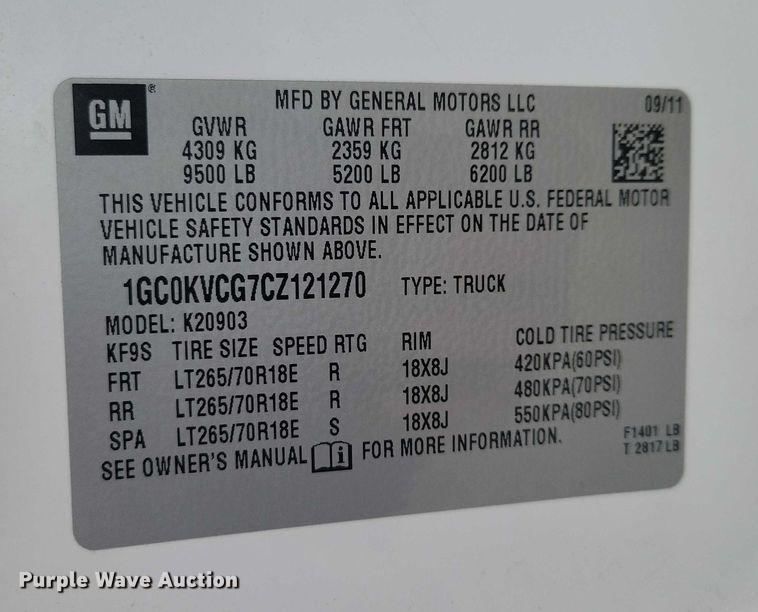 GM®
MFD BY GENERAL MOTORS LLC 09/11
GVWR GAWR FRT GAWR RR
4309 KG 2359 KG 2812 KG
9500 LB 5200 LB 6200 LB
THIS VEHICLE CONFORMS TO ALL APPLICABLE U.S. FEDERAL MOTOR
VEHICLE SAFETY STANDARDS IN EFFECT ON THE DATE OF
MANUFACTURE SHOWN ABOVE.
1GC0KVCG7CZ121270 TYPE: TRUCK
MODEL: K20903
KF9S TIRE SIZE SPEED RTG RIM COLD TIRE PRESSURE
FRT LT265/70R18E R 18X8J 420KPA(60PSI)
RR LT265/70R18E R 18X8J 480KPA(70PSI)
SPA LT265/70R18E S 18X8J 550KPA(80PSI)
SEE OWNER'S MANUAL i FOR MORE INFORMATION.
F1401 LB
T 2817 LB
Purple Wave Auction